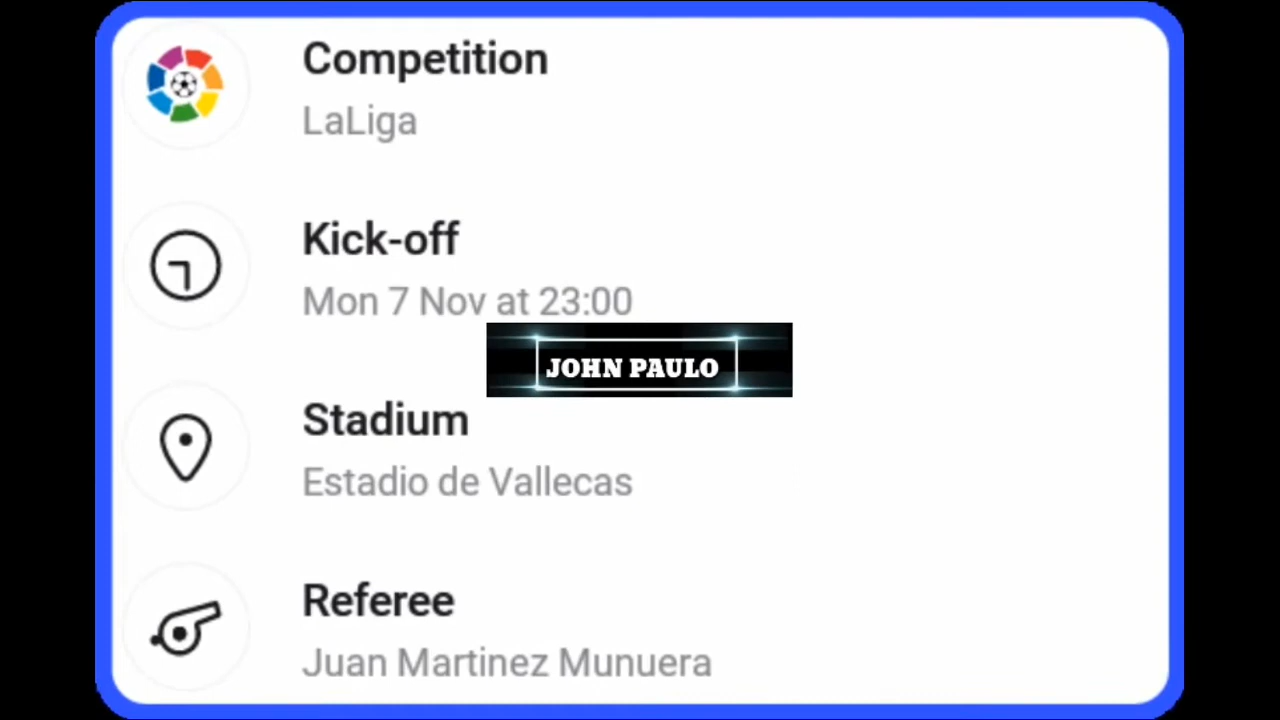 Competition
LaLiga
Kick-off
Mon 7 Nov at 23:00
JOHN PAULO
Stadium
Estadio de Vallecas
Referee
Juan Martinez Munuera